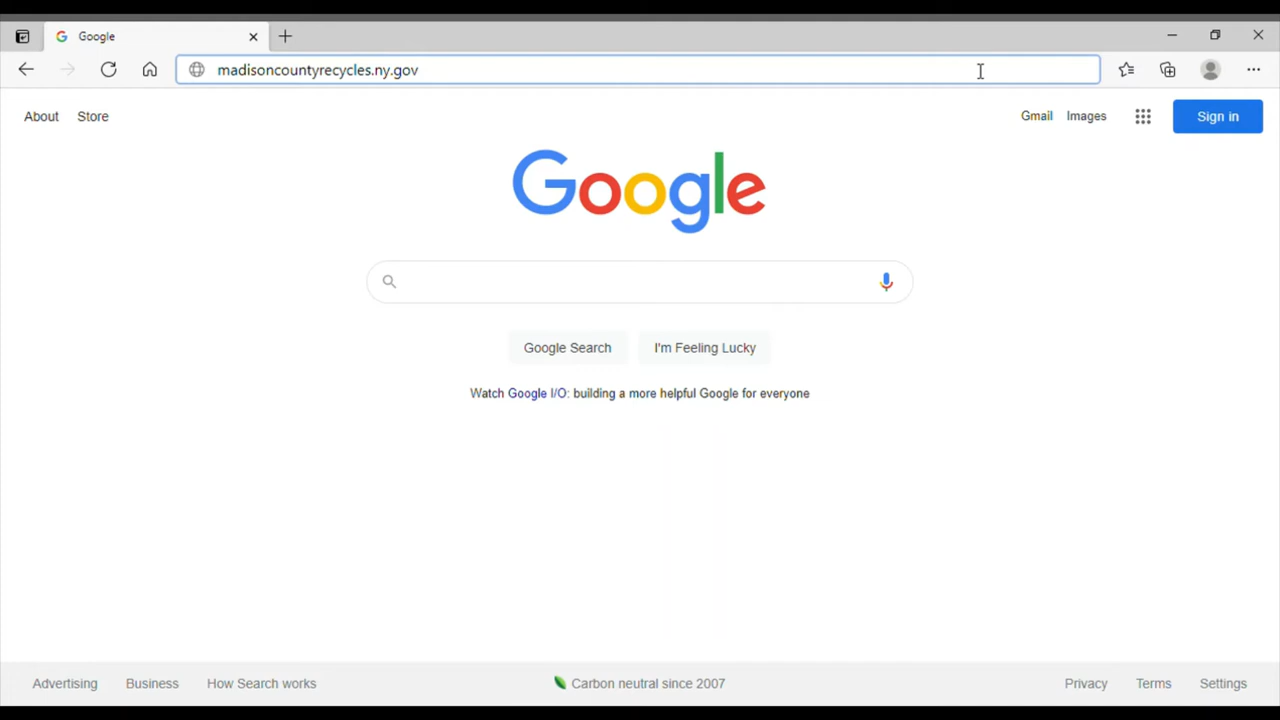 Google
madisoncountyrecycles.ny.gov
About Store
Gmail Images Sign in
Google
Google Search I'm Feeling Lucky
Watch Google I/O: building a more helpful Google for everyone
Advertising Business How Search works
Carbon neutral since 2007
Privacy Terms Settings